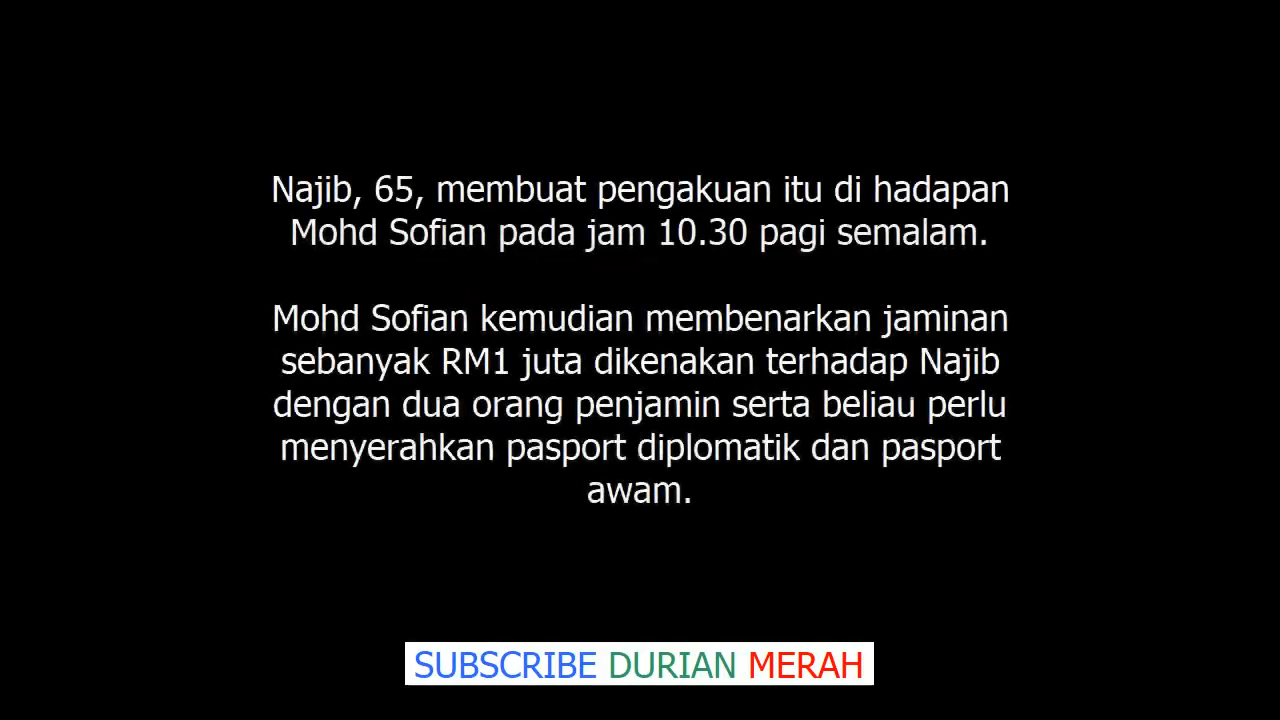 Najib, 65, membuat pengakuan itu di hadapan
Mohd Sofian pada jam 10.30 pagi semalam.
Mohd Sofian kemudian membenarkan jaminan
sebanyak RM1 juta dikenakan terhadap Najib
dengan dua orang penjamin serta beliau perlu
menyerahkan pasport diplomatik dan pasport
awam.
SUBSCRIBE DURIAN MERAH